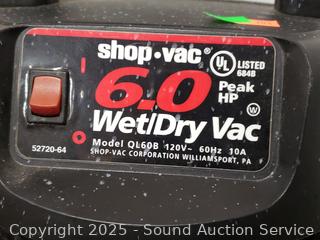 shop·vac®
UL® LISTED
684B
6.0 Peak
HP
Wet/Dry Vac
Model QL60B 120V~ 60Hz 10A
52720-64
SHOP-VAC CORPORATION WILLIAMSPORT, PA
Copyright 2025 - Sound Auction Service